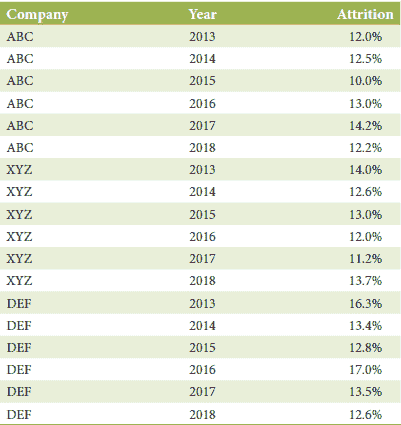 Company Year Attrition
ABC 2013 12.0%
ABC 2014 12.5%
ABC 2015 10.0%
ABC 2016 13.0%
ABC 2017 14.2%
ABC 2018 12.2%
XYZ 2013 14.0%
XYZ 2014 12.6%
XYZ 2015 13.0%
XYZ 2016 12.0%
XYZ 2017 11.2%
XYZ 2018 13.7%
DEF 2013 16.3%
DEF 2014 13.4%
DEF 2015 12.8%
DEF 2016 17.0%
DEF 2017 13.5%
DEF 2018 12.6%